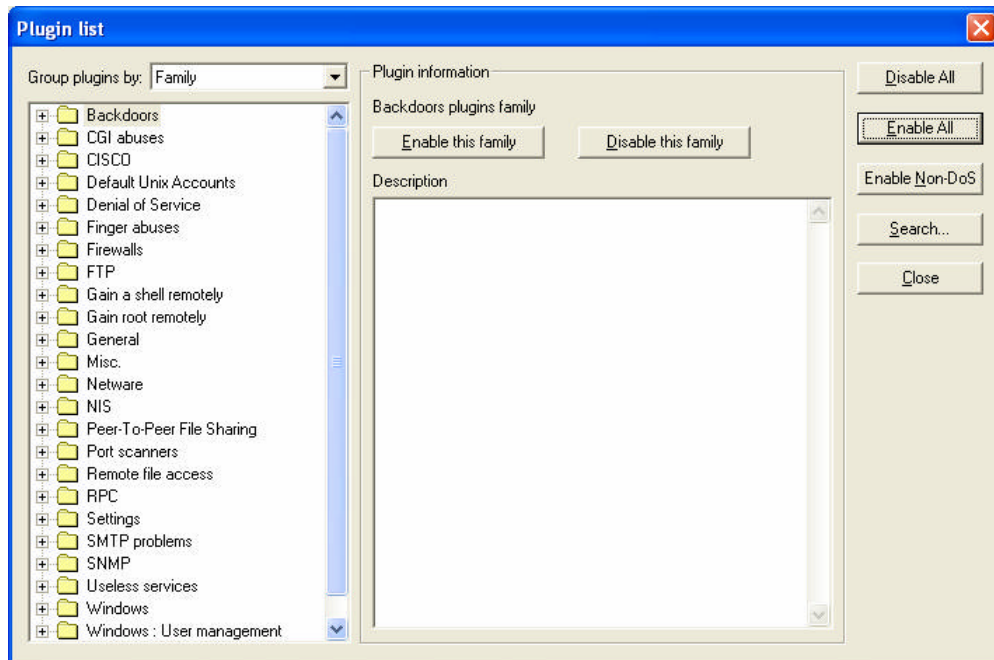 Plugin list
Group plugins by: Family
Backdoors
CGI abuses
CISCO
Default Unix Accounts
Denial of Service
Finger abuses
Firewalls
FTP
Gain a shell remotely
Gain root remotely
General
Misc.
Netware
NIS
Peer-To-Peer File Sharing
Port scanners
Remote file access
RPC
Settings
SMTP problems
SNMP
Useless services
Windows
Windows : User management
Plugin information
Backdoors plugins family
Enable this family
Disable this family
Description
Disable All
Enable All
Enable Non-DoS
Search...
Close